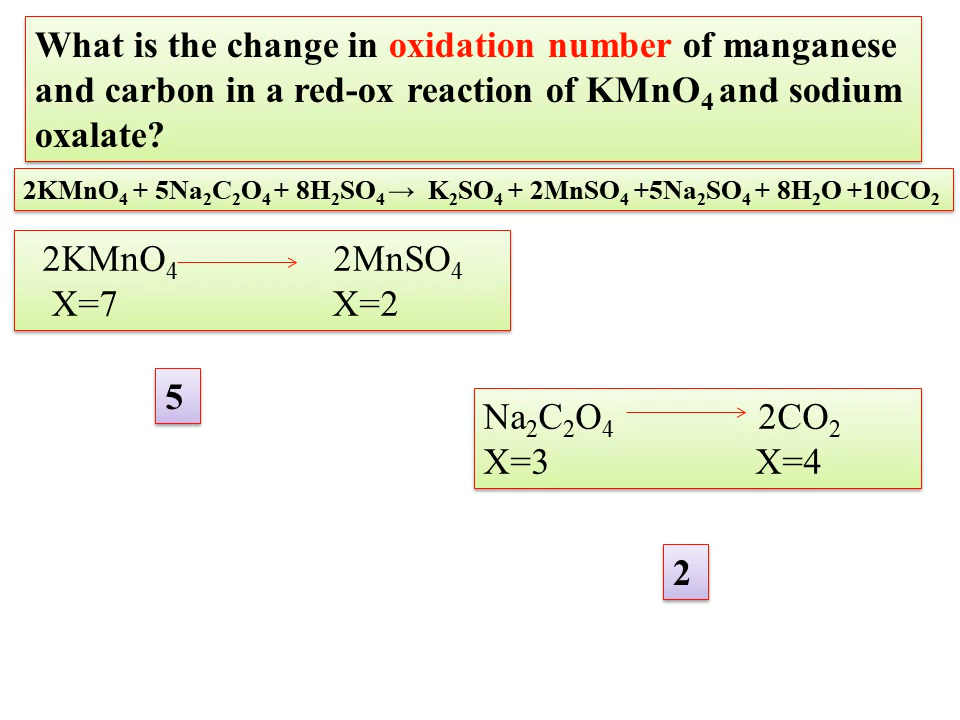 What is the change in oxidation number of manganese
and carbon in a red-ox reaction of KMnO₄ and sodium
oxalate?
2KMnO₄ + 5Na₂C₂O₄ + 8H₂SO₄ → K₂SO₄ + 2MnSO₄ +5Na₂SO₄ + 8H₂O +10CO₂
2KMnO₄ → 2MnSO₄
X=7 X=2
5
Na₂C₂O₄ → 2CO₂
X=3 X=4
2